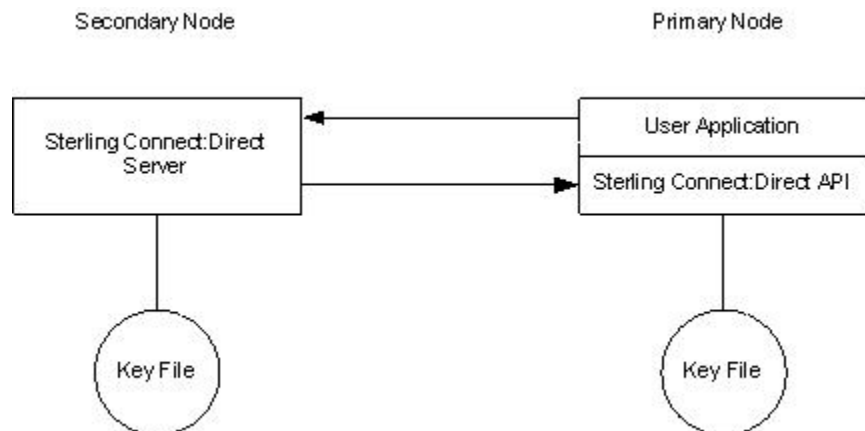 Secondary Node
Primary Node
Sterling Connect:Direct
Server
User Application
Sterling Connect:Direct API
Key File
Key File